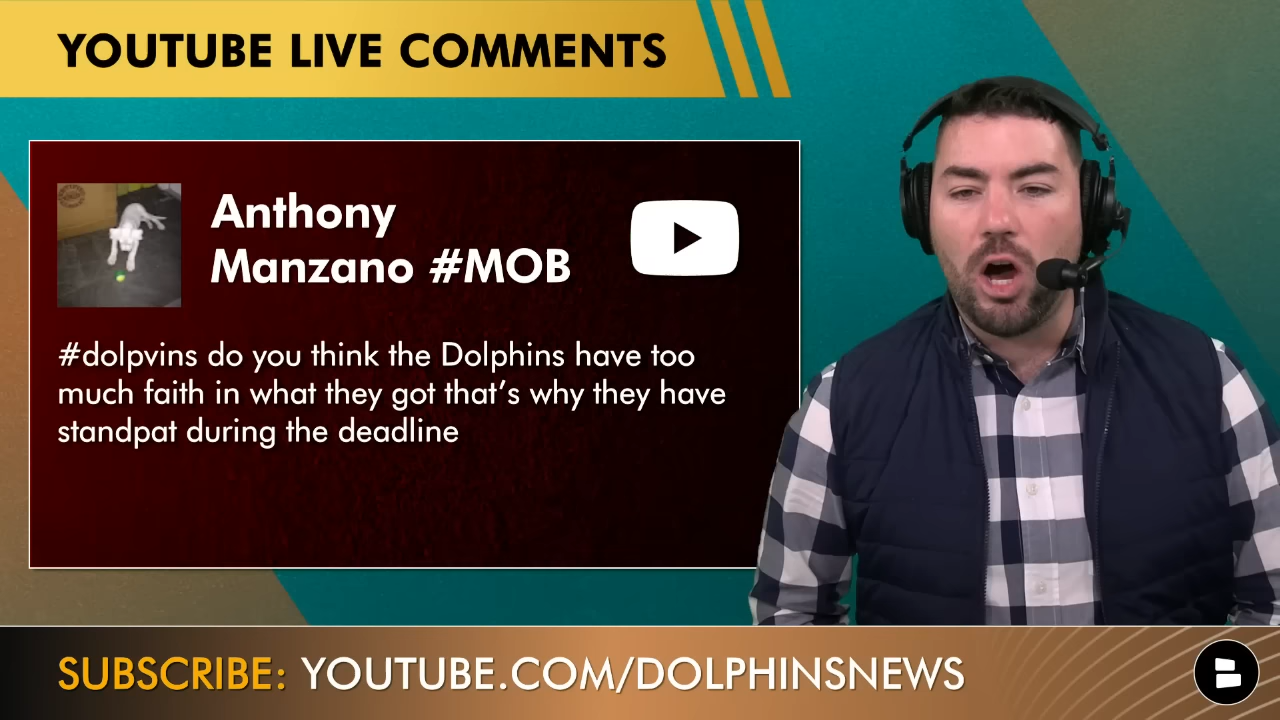 YOUTUBE LIVE COMMENTS
Anthony
Manzano #MOB
#dolpvins do you think the Dolphins have too
much faith in what they got that's why they have
standpat during the deadline
SUBSCRIBE: YOUTUBE.COM/DOLPHINSNEWS